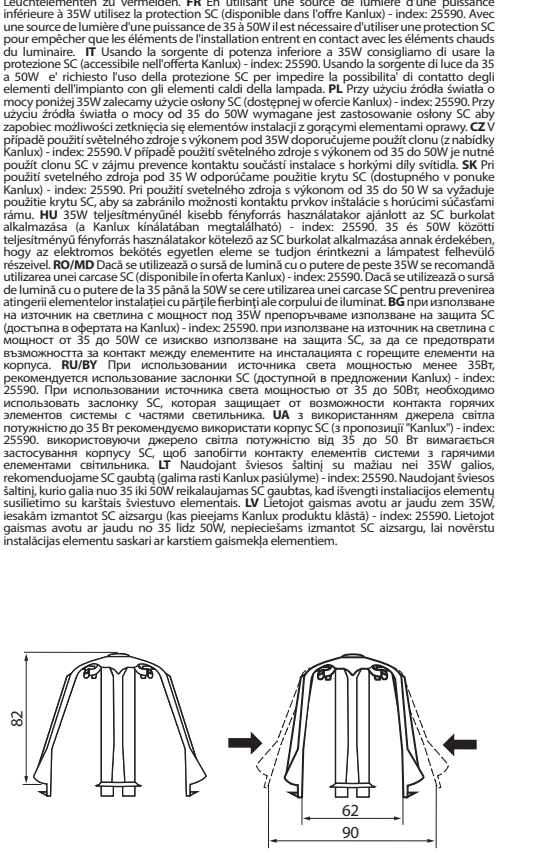 Leuchtelementen zu vermeiden. FR En utilisant une source de lumière d'une puissance
inférieure à 35W utilisez la protection SC (disponible dans l'offre Kanlux) - index: 25590. Avec
une source de lumière d'une puissance de 35 à 50W il est nécessaire d'utiliser une protection SC
pour empêcher que les éléments de l'installation entrent en contact avec les éléments chauds
du luminaire. IT Usando la sorgente di potenza inferiore a 35W consigliamo di usare la
protezione SC (accessibile nell'offerta Kanlux) - index: 25590. Usando la sorgente di luce da 35
a 50W e' richiesto l'uso della protezione SC per impedire la possibilita' di contatto degli
elementi dell'impianto con gli elementi caldi della lampada. PL Przy użyciu źródła światła o
mocy poniżej 35W zalecamy użycie osłony SC (dostępnej w ofercie Kanlux) - index: 25590. Przy
użyciu źródła światła o mocy od 35 do 50W wymagane jest zastosowanie osłony SC aby
zapobiec możliwości zetknięcia się elementów instalacji z gorącymi elementami oprawy. CZ V
případě použití světelného zdroje s výkonem pod 35W doporučujeme použít clonu (z nabídky
Kanlux) - index: 25590. V případě použití světelného zdroje s výkonem od 35 do 50W je nutné
použít clonu SC v zájmu prevence kontaktu součástí instalace s horkými díly svítidla. SK Pri
použití svetelného zdroja pod 35 W odporúčame použitie krytu SC (dostupného v ponuke
Kanlux) - index: 25590. Pri použití svetelného zdroja s výkonom od 35 do 50 W sa vyžaduje
použitie krytu SC, aby sa zabránilo možnosti kontaktu prvkov inštalácie s horúcimi súčasťami
rámu. HU 35W teljesítményűnél kisebb fényforrás használatakor ajánlott az SC burkolat
alkalmazása (a Kanlux kínálatában megtalálható) - index: 25590. 35 és 50W közötti
teljesítményű fényforrás használatakor kötelező az SC burkolat alkalmazása annak érdekében,
hogy az elektromos bekötés egyetlen eleme se tudjon érintkezni a lámpatest felhevülő
részeivel. RO/MD Dacă se utilizează o sursă de lumină cu o putere de peste 35W se recomandă
utilizarea unei carcase SC (disponibile în oferta Kanlux) - index: 25590. Dacă se utilizează o sursă
de lumină cu o putere de la 35 până la 50W se cere utilizarea unei carcase SC pentru prevenirea
atingerii elementelor instalației cu părțile fierbinți ale corpului de iluminat. BG при използване
на източник на светлина с мощност под 35W препоръчваме използване на защита SC
(достъпна в офертата на Kanlux) - index: 25590. при използване на източник на светлина с
мощност от 35 до 50W се изисква използване на защита SC, за да се предотврати
възможността за контакт между елементите на инсталацията с горещите елементи на
корпуса. RU/BY При использовании источника света мощностью менее 35Вт,
рекомендуется использование заслонки SC (доступной в предложении Kanlux) - index:
25590. При использовании источника света мощностью от 35 до 50Вт, необходимо
использовать заслонку SC, которая защищает от возможности контакта горячих
элементов системы с частями светильника. UA з використанням джерела світла
потужністю до 35 Вт рекомендуємо використати корпус SC (з пропозиції "Kanlux") - index:
25590. використовуючи джерело світла потужністю від 35 до 50 Вт вимагається
застосування корпусу SC, щоб запобігти контакту елементів системи з гарячими
елементами світильника. LT Naudojant šviesos šaltinį su mažiau nei 35W galios,
rekomenduojame SC gaubtą (galima rasti Kanlux pasiūlyme) - index: 25590. Naudojant šviesos
šaltinį, kurio galia nuo 35 iki 50W reikalaujamas SC gaubtas, kad išvengti instaliacijos elementų
susilietimo su karštais šviestuvo elementais. LV Lietojot gaismas avotu ar jaudu zem 35W,
iesakām izmantot SC aizsargu (kas pieejams Kanlux produktu klāstā) - index: 25590. Lietojot
gaismas avotu ar jaudu no 35 līdz 50W, nepieciešams izmantot SC aizsargu, lai novērstu
instalācijas elementu saskari ar karstiem gaismekļa elementiem.
82
62
90